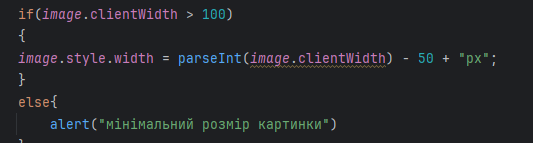 if(image.clientWidth > 100)
{
image.style.width = parseInt(image.clientWidth) - 50 + "px";
}
else{
alert("мінімальний розмір картинки")
}